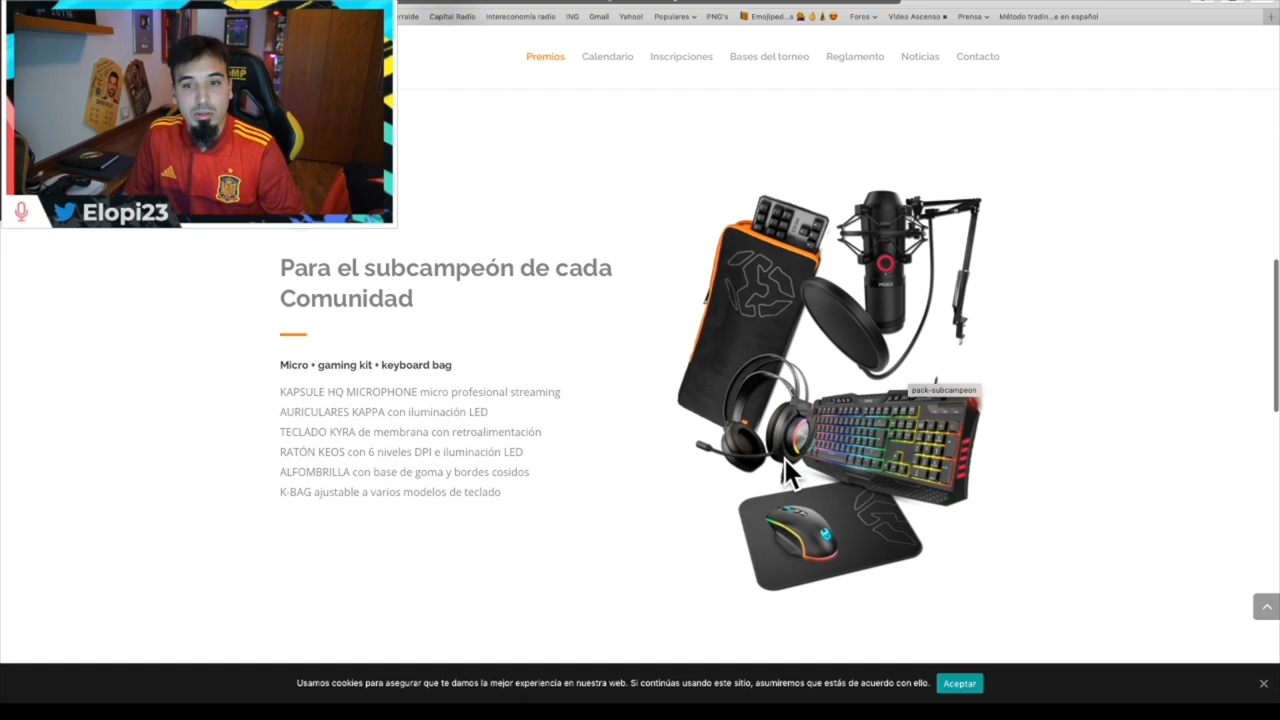 Capital Radio
Intereconomía radio
ING
Gmail
Yahoo!
Populares
PNG's
Emojiped...s
Foros
Video Ascenso
Prensa
Método tradin...e en español
Premios
Calendario
Inscripciones
Bases del torneo
Reglamento
Noticias
Contacto
Elopi23
Para el subcampeón de cada
Comunidad
Micro + gaming kit + keyboard bag
KAPSULE HQ MICROPHONE micro profesional streaming
AURICULARES KAPPA con iluminación LED
TECLADO KYRA de membrana con retroalimentación
RATÓN KEOS con 6 niveles DPI e iluminación LED
ALFOMBRILLA con base de goma y bordes cosidos
K-BAG ajustable a varios modelos de teclado
pack-subcampeon
Usamos cookies para asegurar que te damos la mejor experiencia en nuestra web. Si continúas usando este sitio, asumiremos que estás de acuerdo con ello.
Aceptar